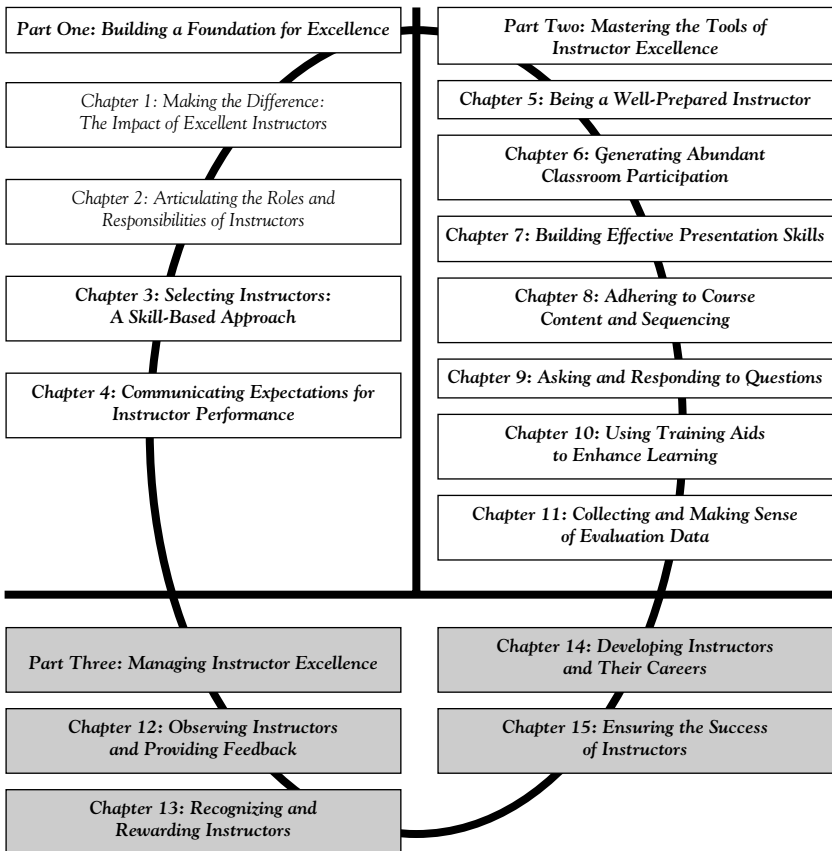 Part One: Building a Foundation for Excellence
Chapter 1: Making the Difference:
The Impact of Excellent Instructors
Chapter 2: Articulating the Roles and
Responsibilities of Instructors
Chapter 3: Selecting Instructors:
A Skill-Based Approach
Chapter 4: Communicating Expectations for
Instructor Performance
Part Two: Mastering the Tools of
Instructor Excellence
Chapter 5: Being a Well-Prepared Instructor
Chapter 6: Generating Abundant
Classroom Participation
Chapter 7: Building Effective Presentation Skills
Chapter 8: Adhering to Course
Content and Sequencing
Chapter 9: Asking and Responding to Questions
Chapter 10: Using Training Aids
to Enhance Learning
Chapter 11: Collecting and Making Sense
of Evaluation Data
Part Three: Managing Instructor Excellence
Chapter 12: Observing Instructors
and Providing Feedback
Chapter 13: Recognizing and
Rewarding Instructors
Chapter 14: Developing Instructors
and Their Careers
Chapter 15: Ensuring the Success
of Instructors